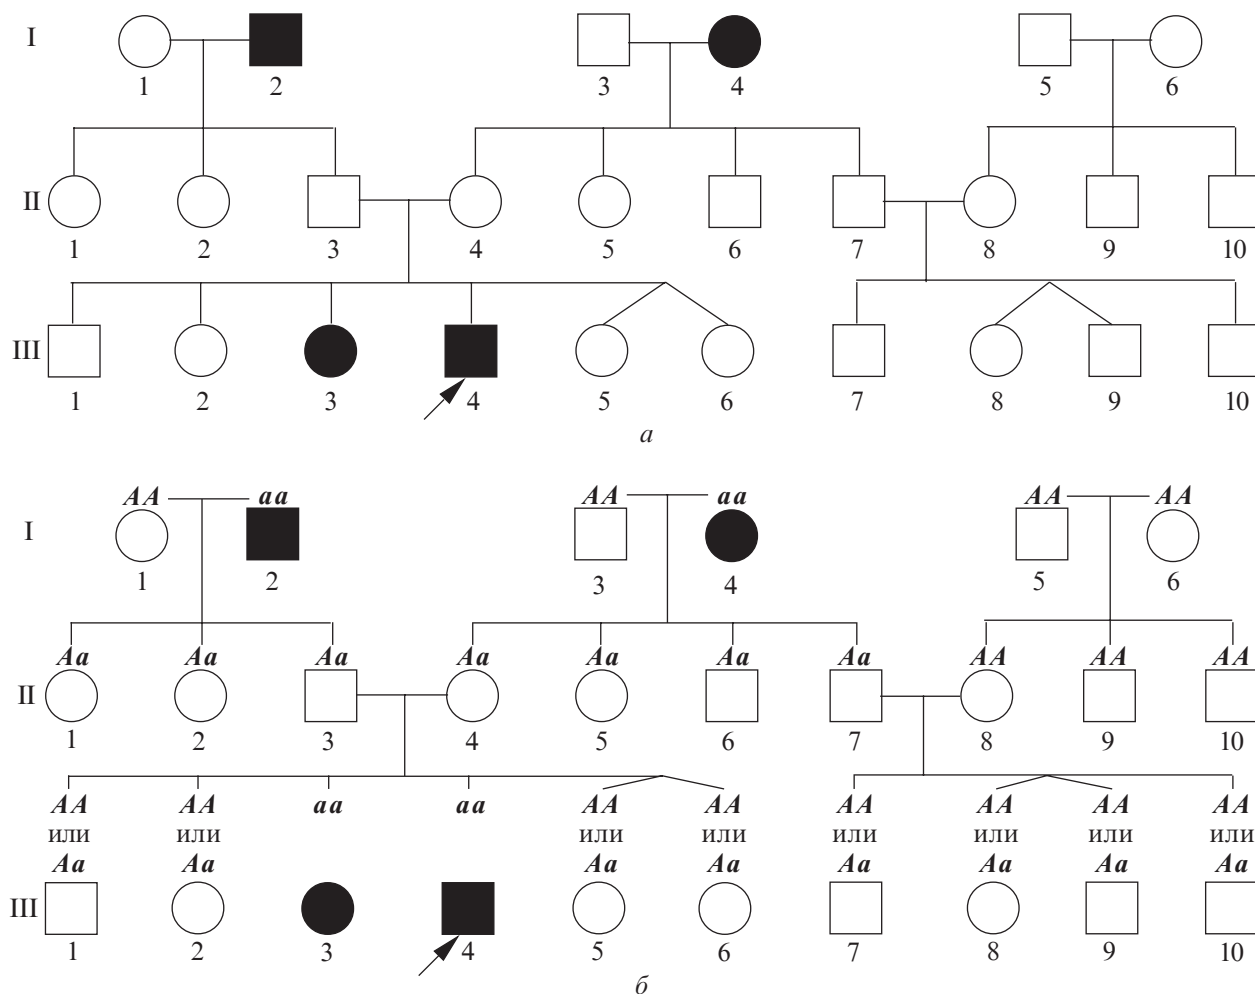 I
1 2 3 4 5 6
II
1 2 3 4 5 6 7 8 9 10
III
1 2 3 4 5 6 7 8 9 10
а
AA aa AA aa AA AA
I
1 2 3 4 5 6
Aa Aa Aa Aa Aa Aa Aa AA AA AA
II
1 2 3 4 5 6 7 8 9 10
AA AA aa aa AA AA AA AA AA AA
или или или или или или или или
Aa Aa Aa Aa Aa Aa Aa Aa
III
1 2 3 4 5 6 7 8 9 10
б